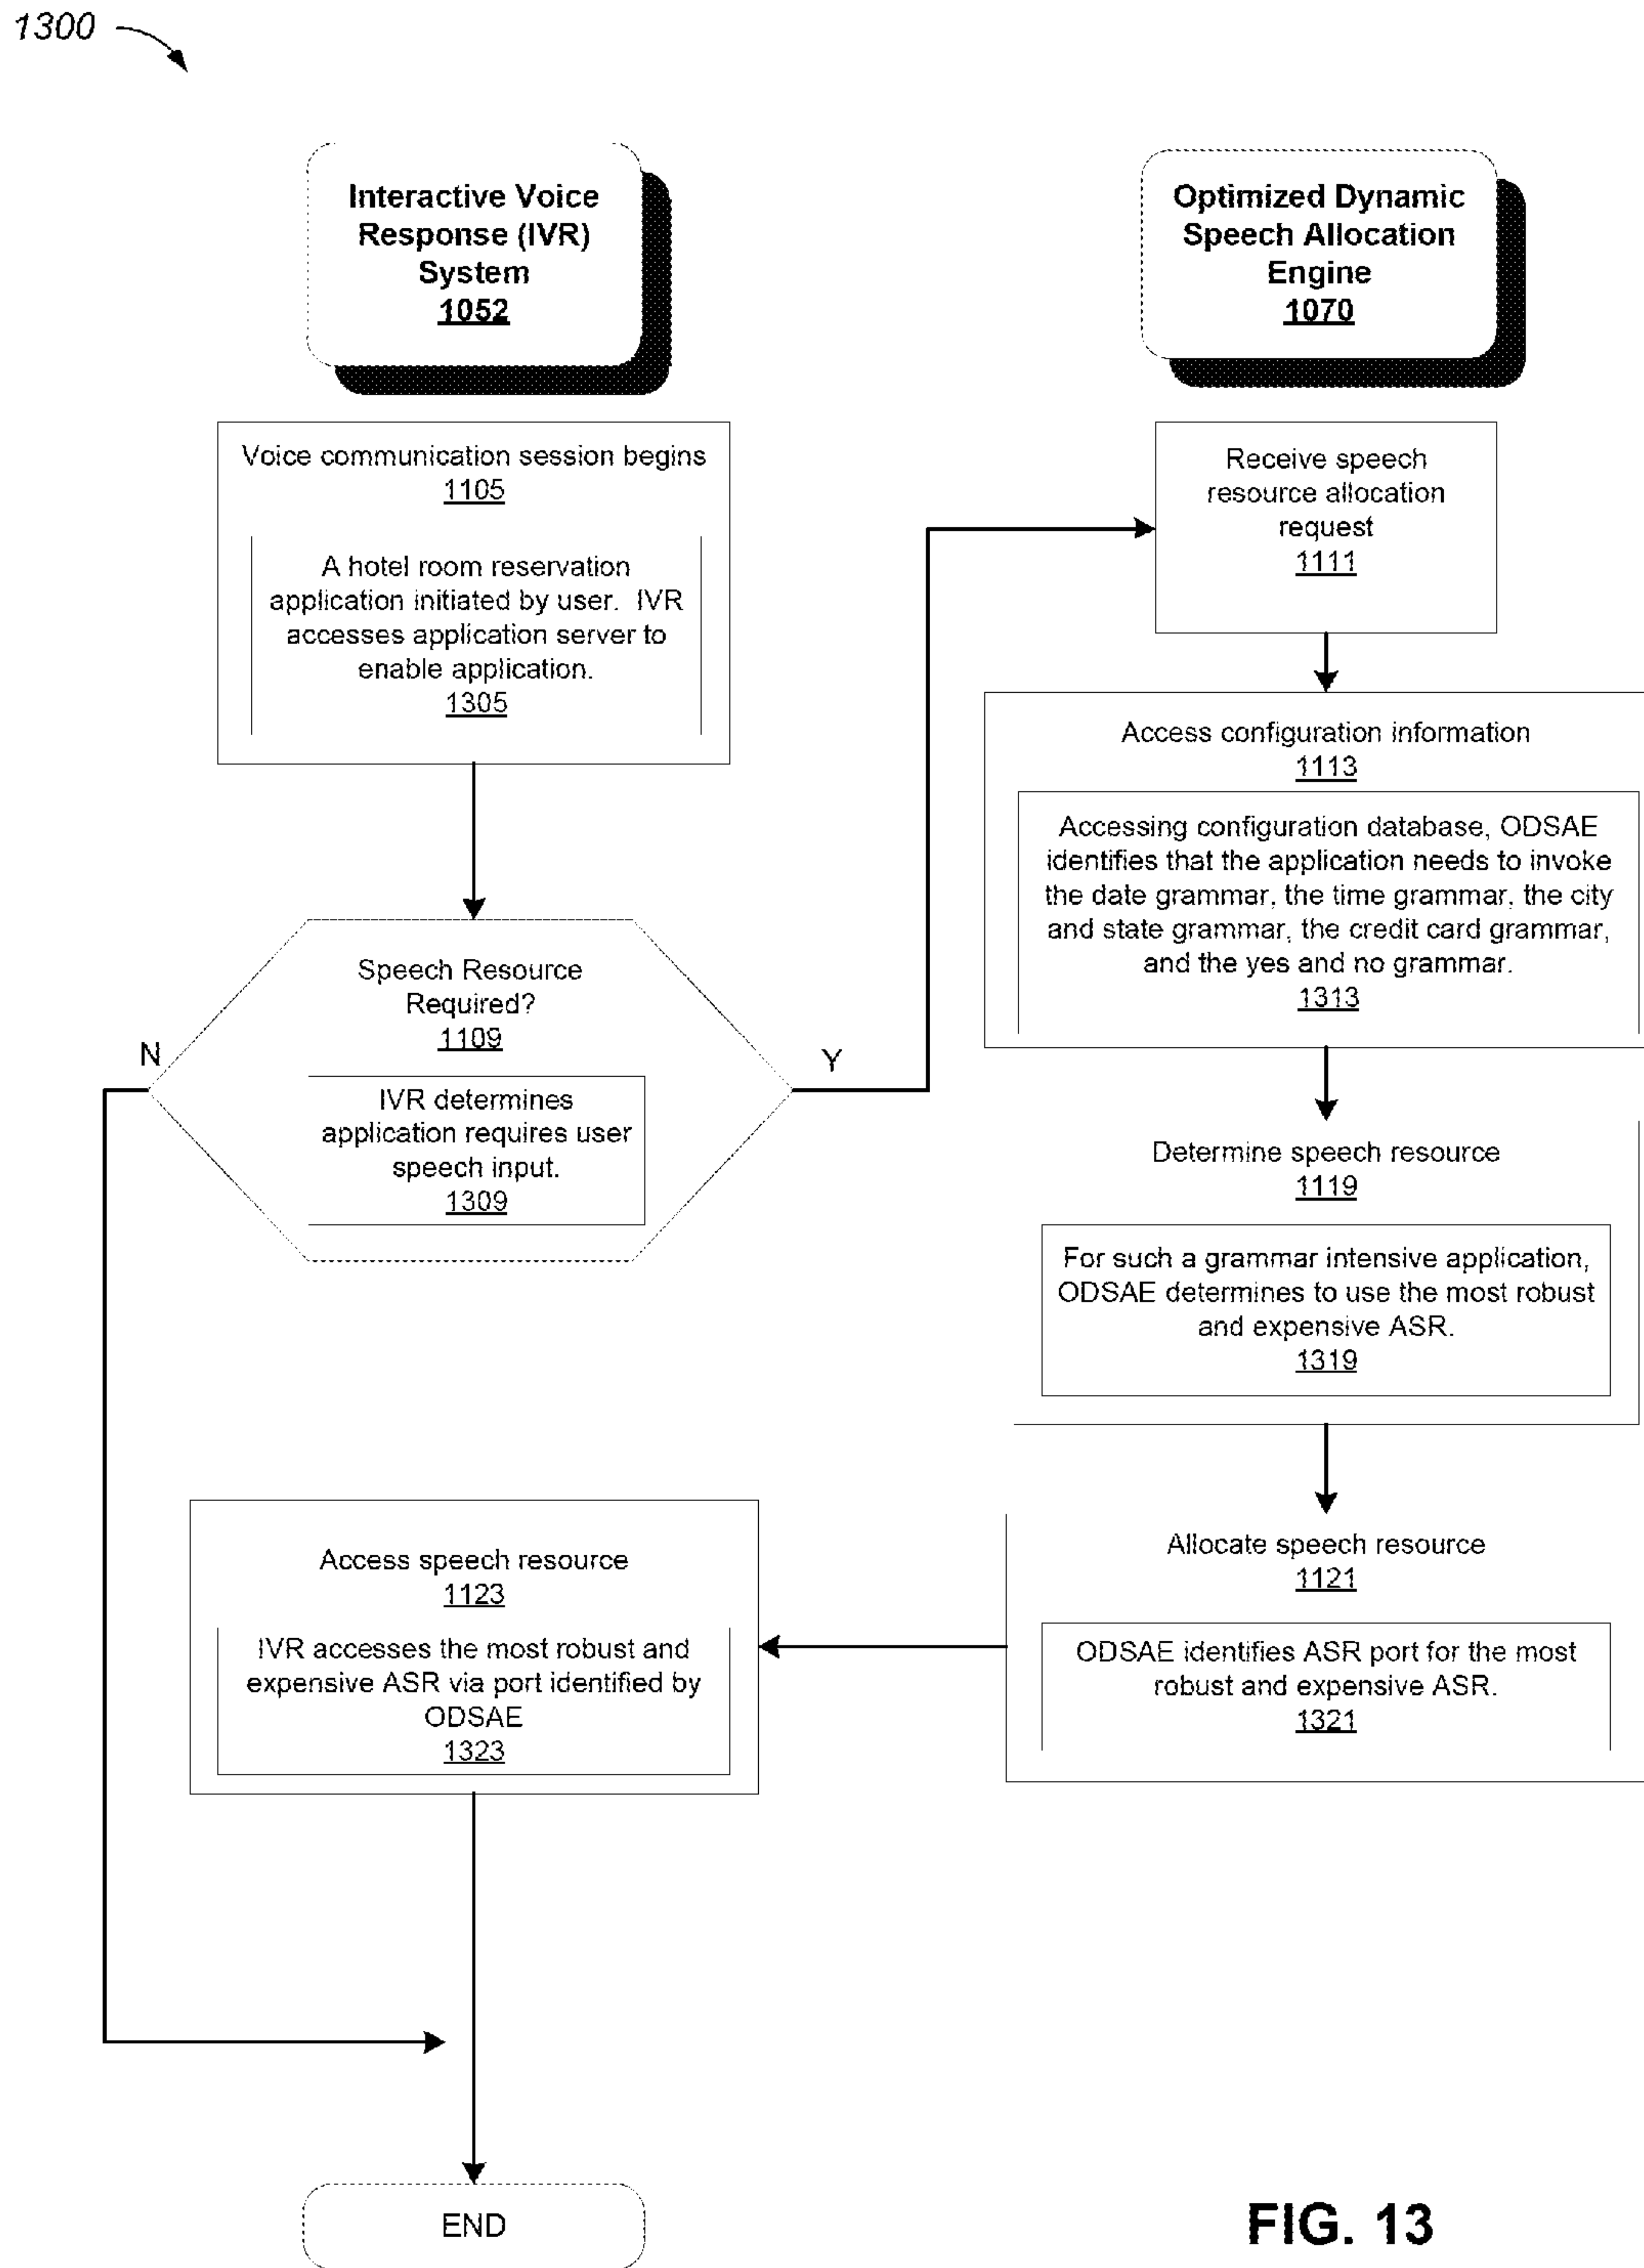 1300
Interactive Voice
Response (IVR)
System
1052
Optimized Dynamic
Speech Allocation
Engine
1070
Voice communication session begins
1105
A hotel room reservation
application initiated by user. IVR
accesses application server to
enable application.
1305
Speech Resource
Required?
1109
IVR determines
application requires user
speech input.
1309
N
Y
Receive speech
resource allocation
request
1111
Access configuration information
1113
Accessing configuration database, ODSAE
identifies that the application needs to invoke
the date grammar, the time grammar, the city
and state grammar, the credit card grammar,
and the yes and no grammar.
1313
Determine speech resource
1119
For such a grammar intensive application,
ODSAE determines to use the most robust
and expensive ASR.
1319
Allocate speech resource
1121
ODSAE identifies ASR port for the most
robust and expensive ASR.
1321
Access speech resource
1123
IVR accesses the most robust and
expensive ASR via port identified by
ODSAE
1323
END
FIG. 13